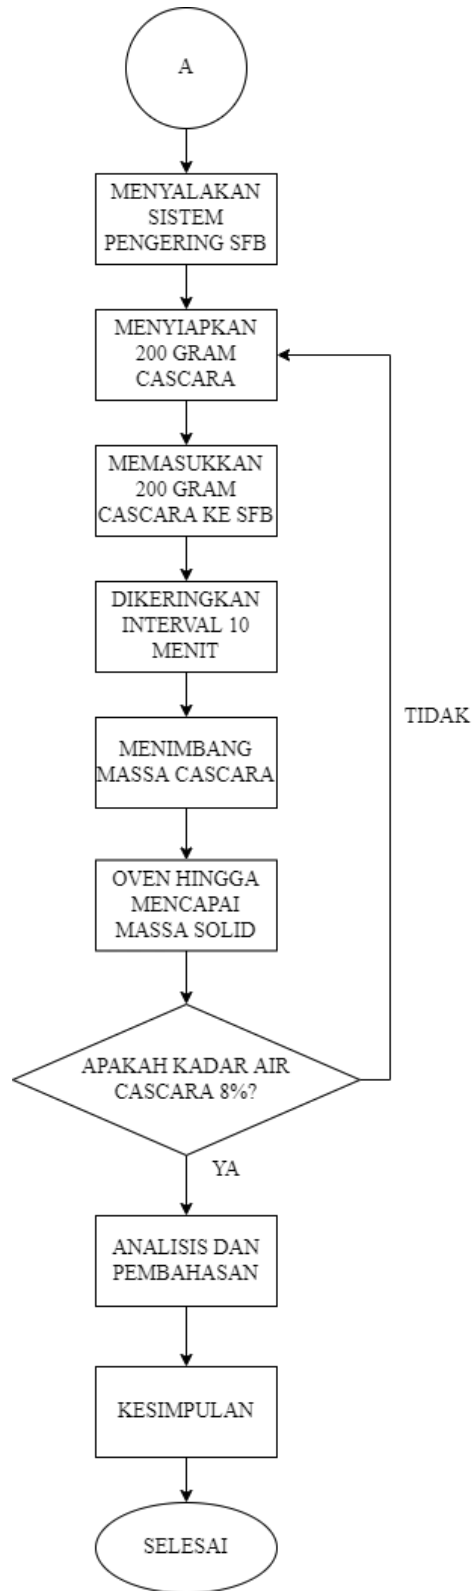 A
MENYALAKAN
SISTEM
PENGERING SFB
MENYIAPKAN
200 GRAM
CASCARA
MEMASUKKAN
200 GRAM
CASCARA KE SFB
DIKERINGKAN
INTERVAL 10
MENIT
TIDAK
MENIMBANG
MASSA CASCARA
OVEN HINGGA
MENCAPAI
MASSA SOLID
APAKAH KADAR AIR
CASCARA 8%?
YA
ANALISIS DAN
PEMBAHASAN
KESIMPULAN
SELESAI